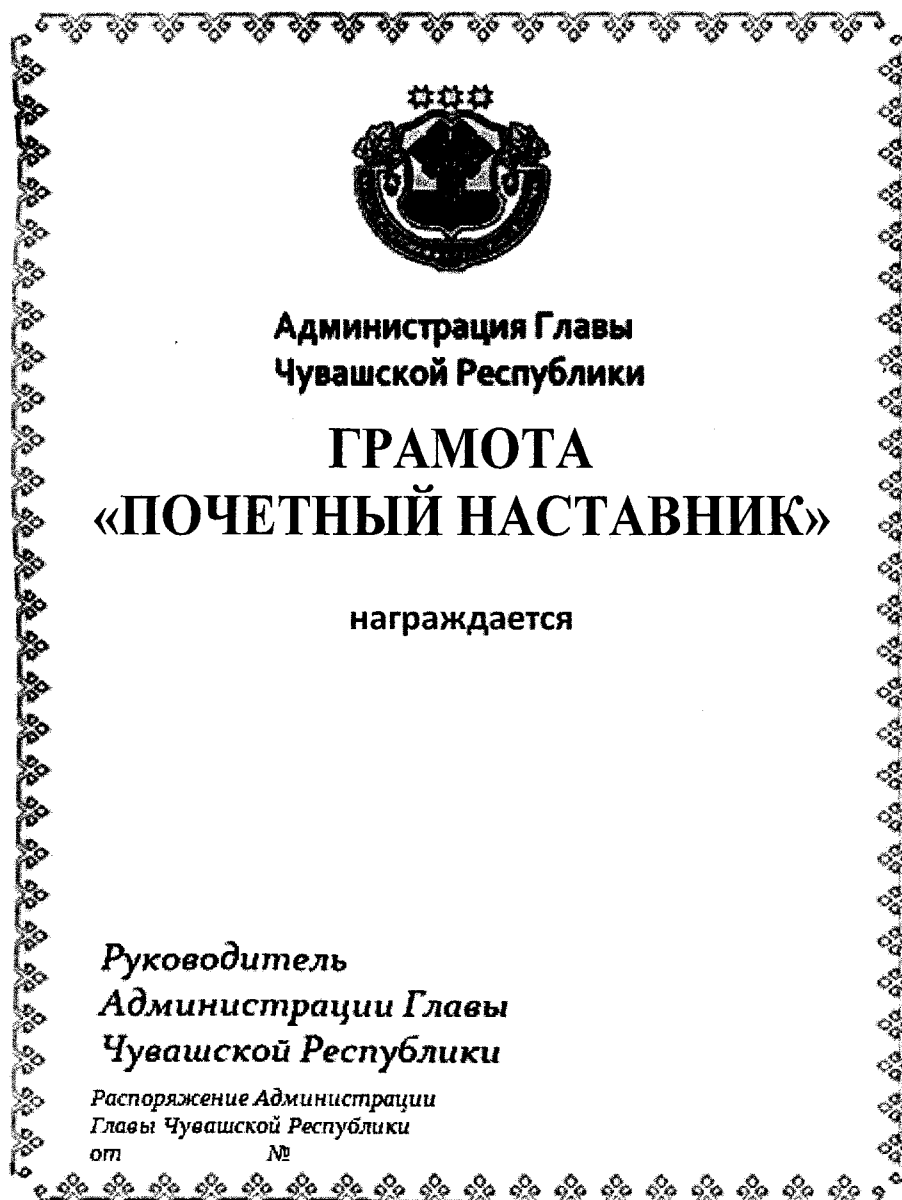 Администрация Главы
Чувашской Республики
ГРАМОТА
«ПОЧЕТНЫЙ НАСТАВНИК»
награждается
Руководитель
Администрации Главы
Чувашской Республики
Распоряжение Администрации
Главы Чувашской Республики
от №